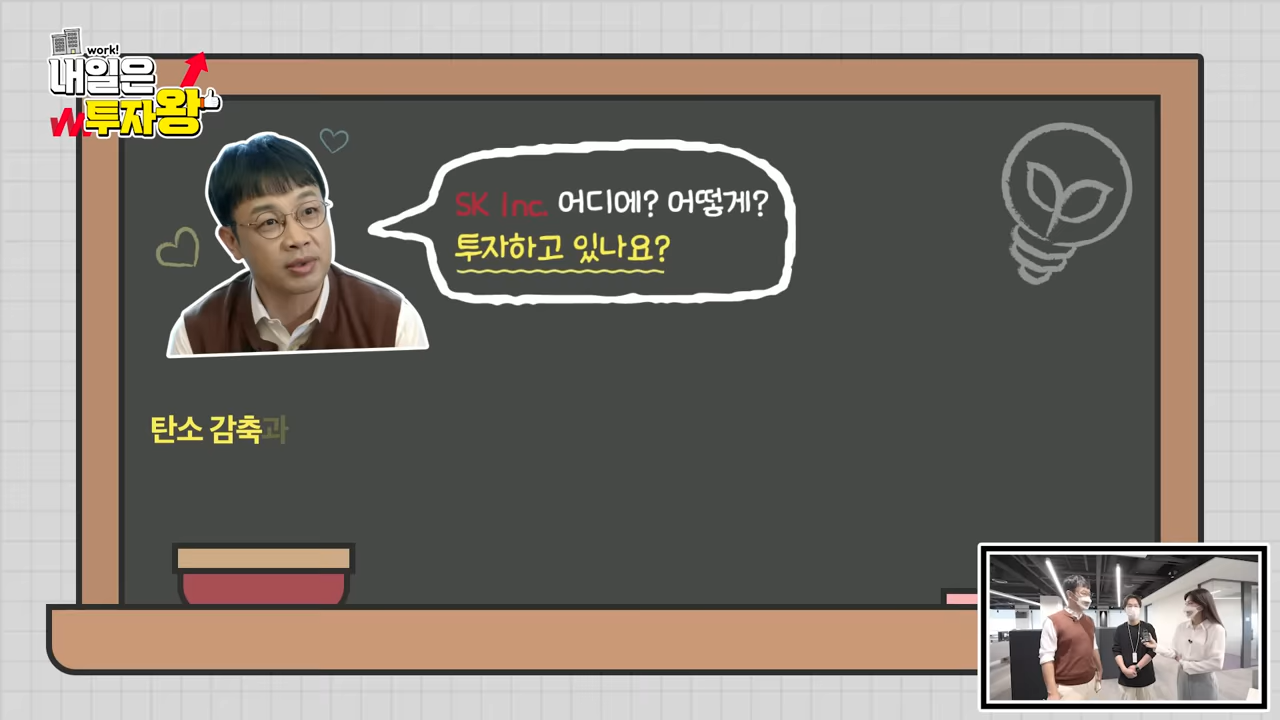 work!
내일은
투자왕
SK Inc. 어디에? 어떻게?
투자하고 있나요?
탄소 감축과